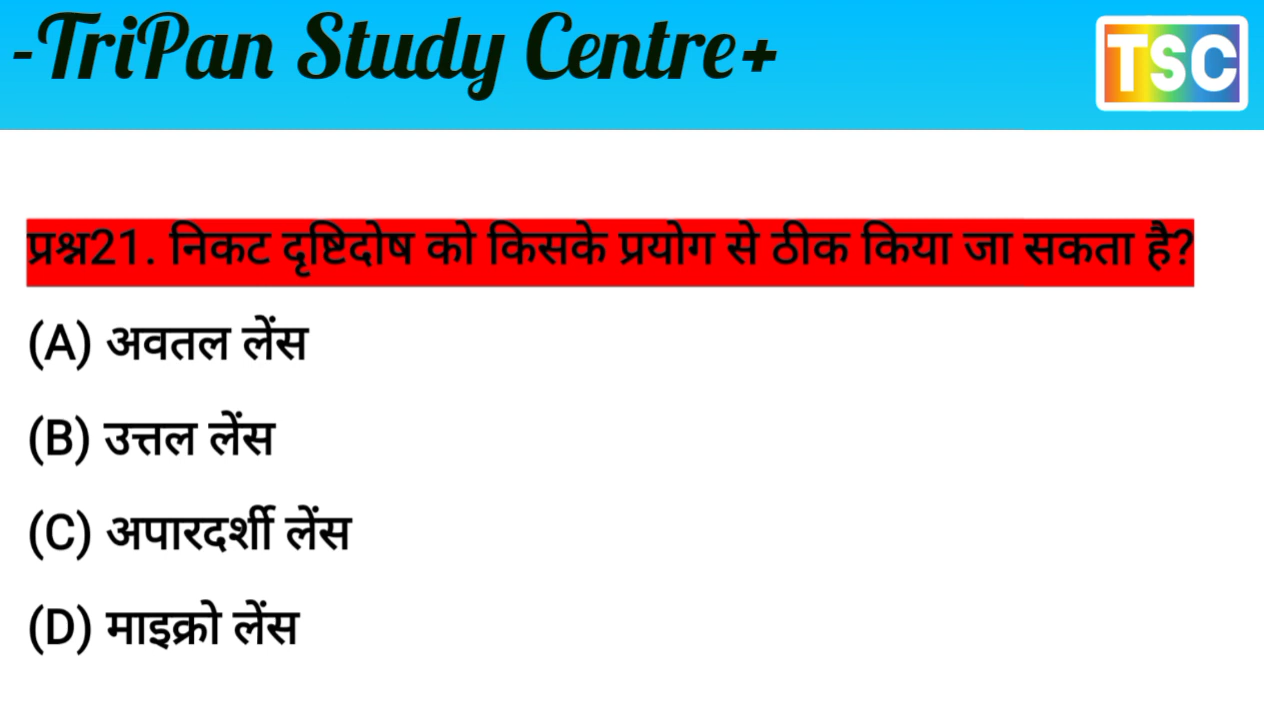 -TriPan Study Centre+
TSC
प्रश्न21. निकट दृष्टिदोष को किसके प्रयोग से ठीक किया जा सकता है?
(A) अवतल लेंस
(B) उत्तल लेंस
(C) अपारदर्शी लेंस
(D) माइक्रो लेंस